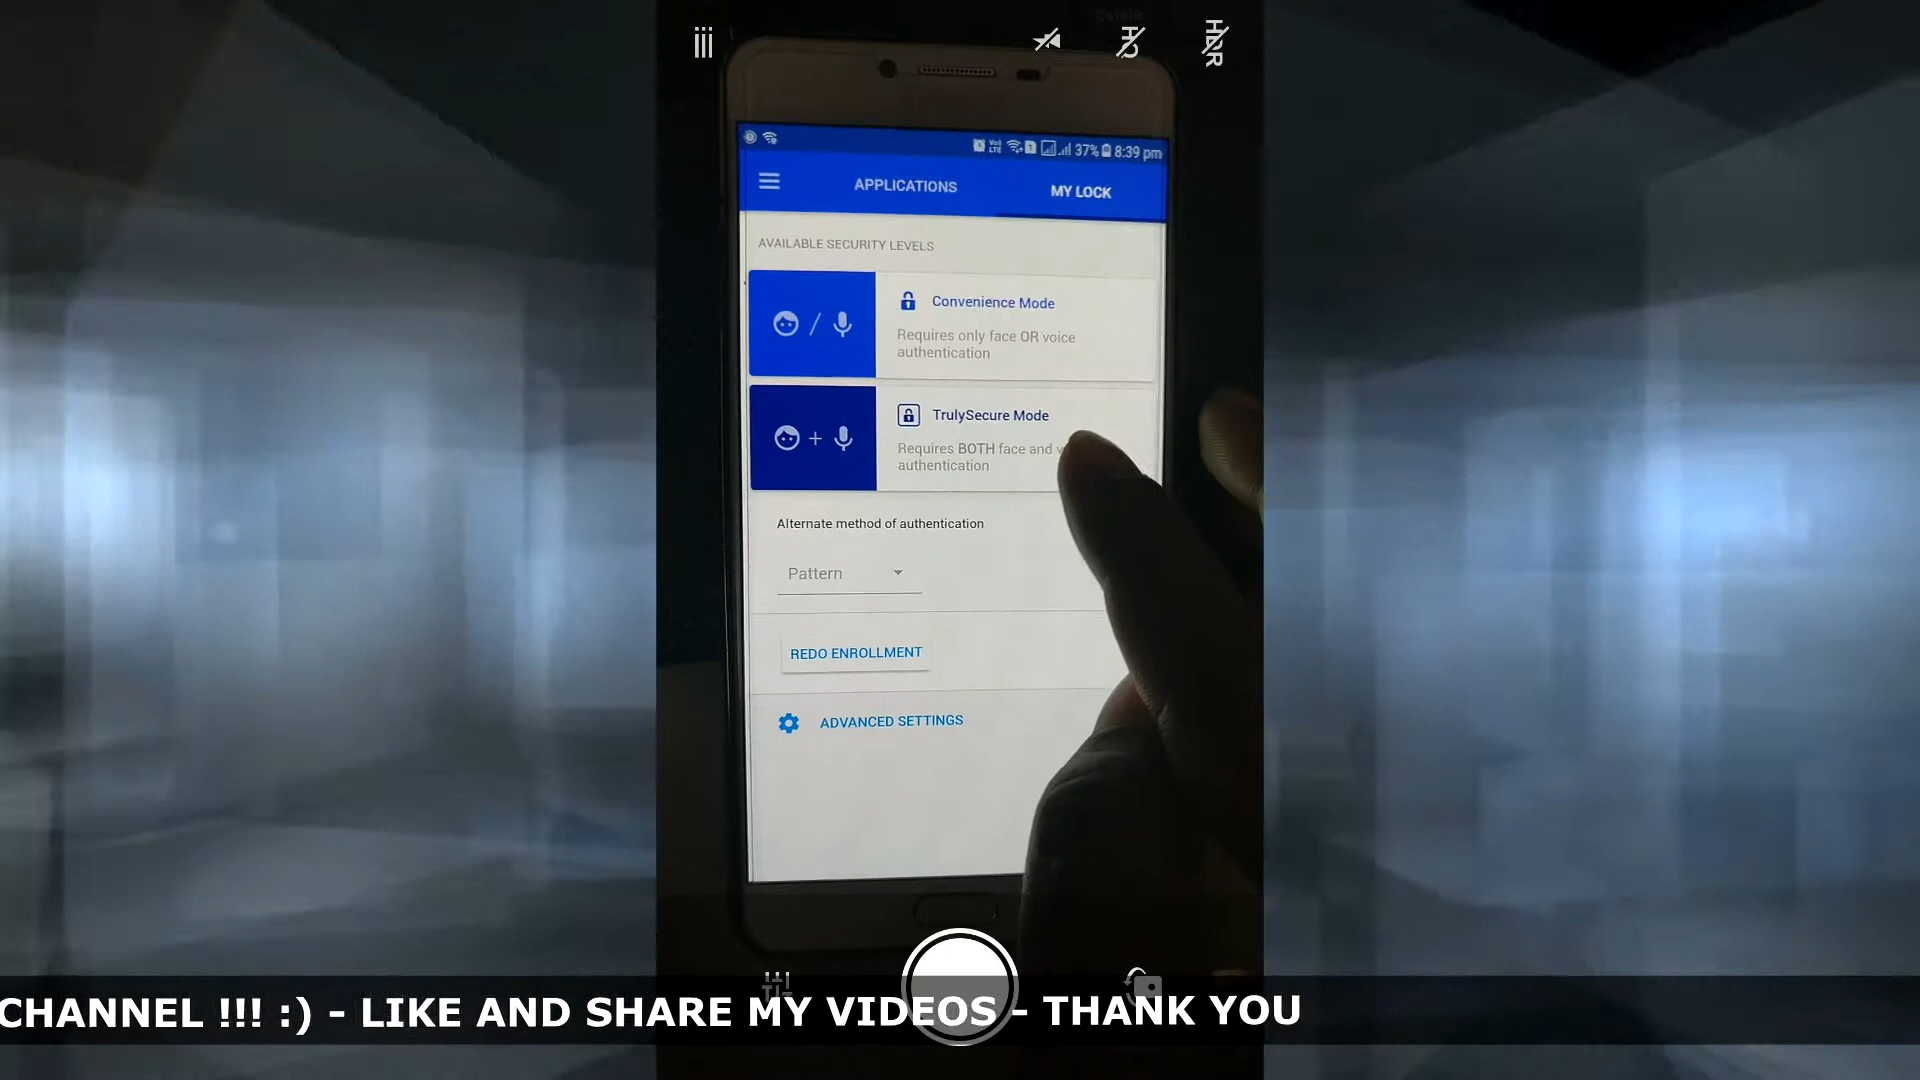 37% 8:39 pm
APPLICATIONS
MY LOCK
AVAILABLE SECURITY LEVELS
Convenience Mode
Requires only face OR voice
authentication
TrulySecure Mode
Requires BOTH face and
authentication
Alternate method of authentication
Pattern
REDO ENROLLMENT
ADVANCED SETTINGS
HDR
CHANNEL !!! :) - LIKE AND SHARE MY VIDEOS - THANK YOU